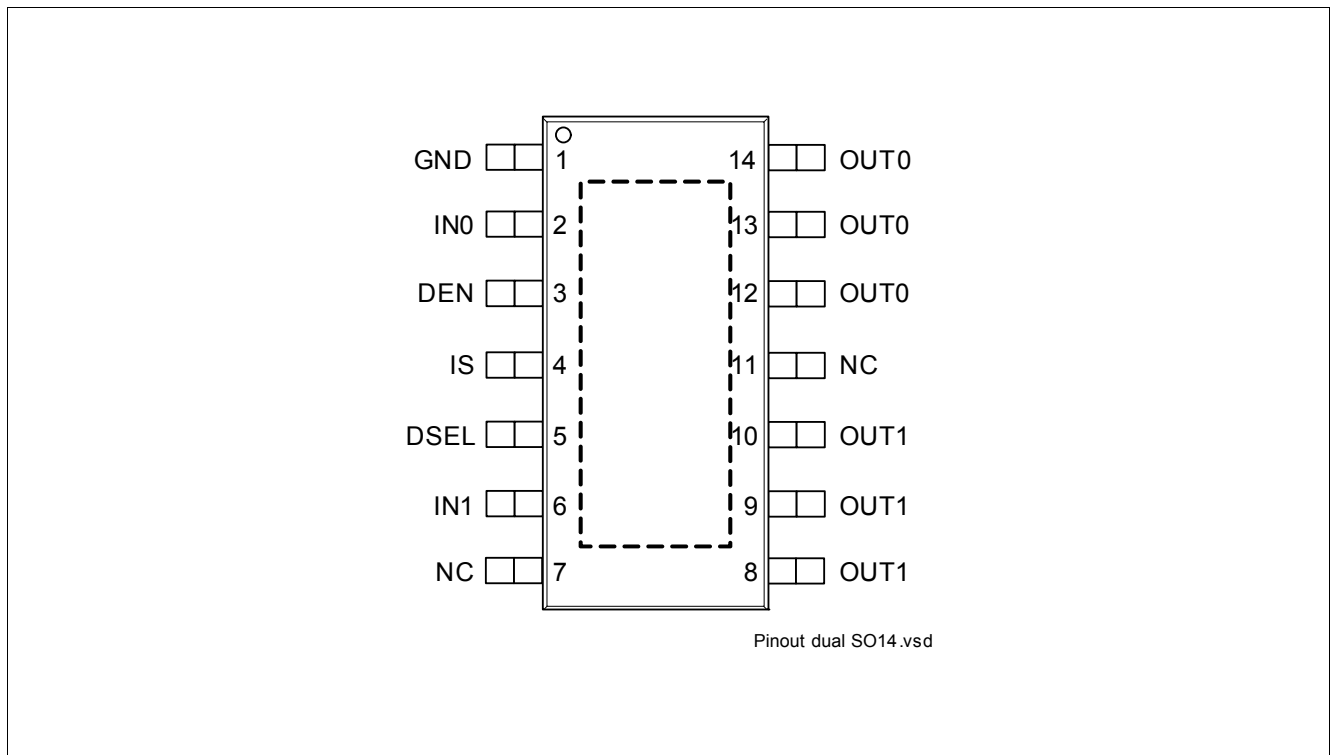 GND 1 14 OUT0
IN0 2 13 OUT0
DEN 3 12 OUT0
IS 4 11 NC
DSEL 5 10 OUT1
IN1 6 9 OUT1
NC 7 8 OUT1
Pinout dual SO14.vsd